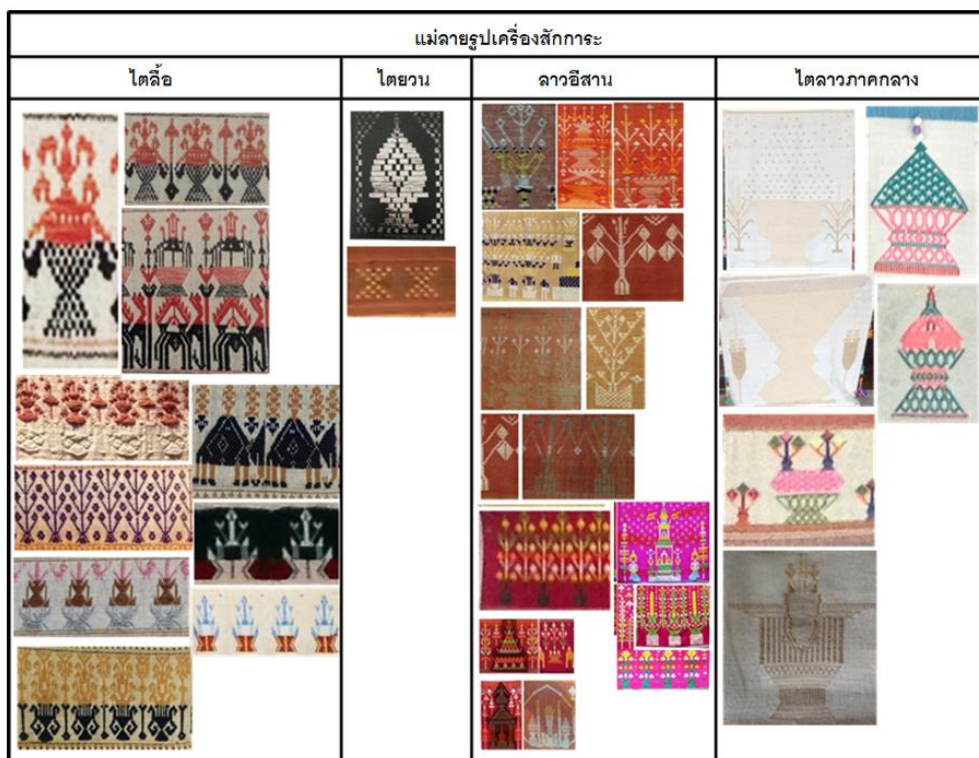 แม่ลายรูปเครื่องสักการะ
ไตลื้อ
ไตยวน
ลาวอีสาน
ไตลาวภาคกลาง